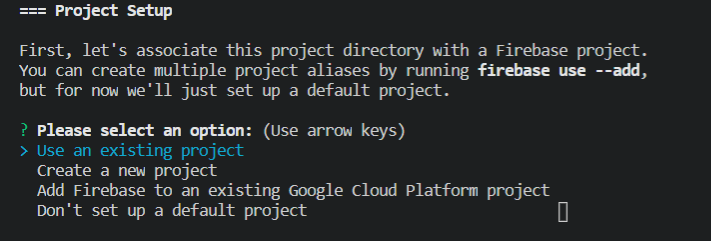 === Project Setup
First, let's associate this project directory with a Firebase project.
You can create multiple project aliases by running firebase use --add,
but for now we'll just set up a default project.
? Please select an option: (Use arrow keys)
> Use an existing project
Create a new project
Add Firebase to an existing Google Cloud Platform project
Don't set up a default project